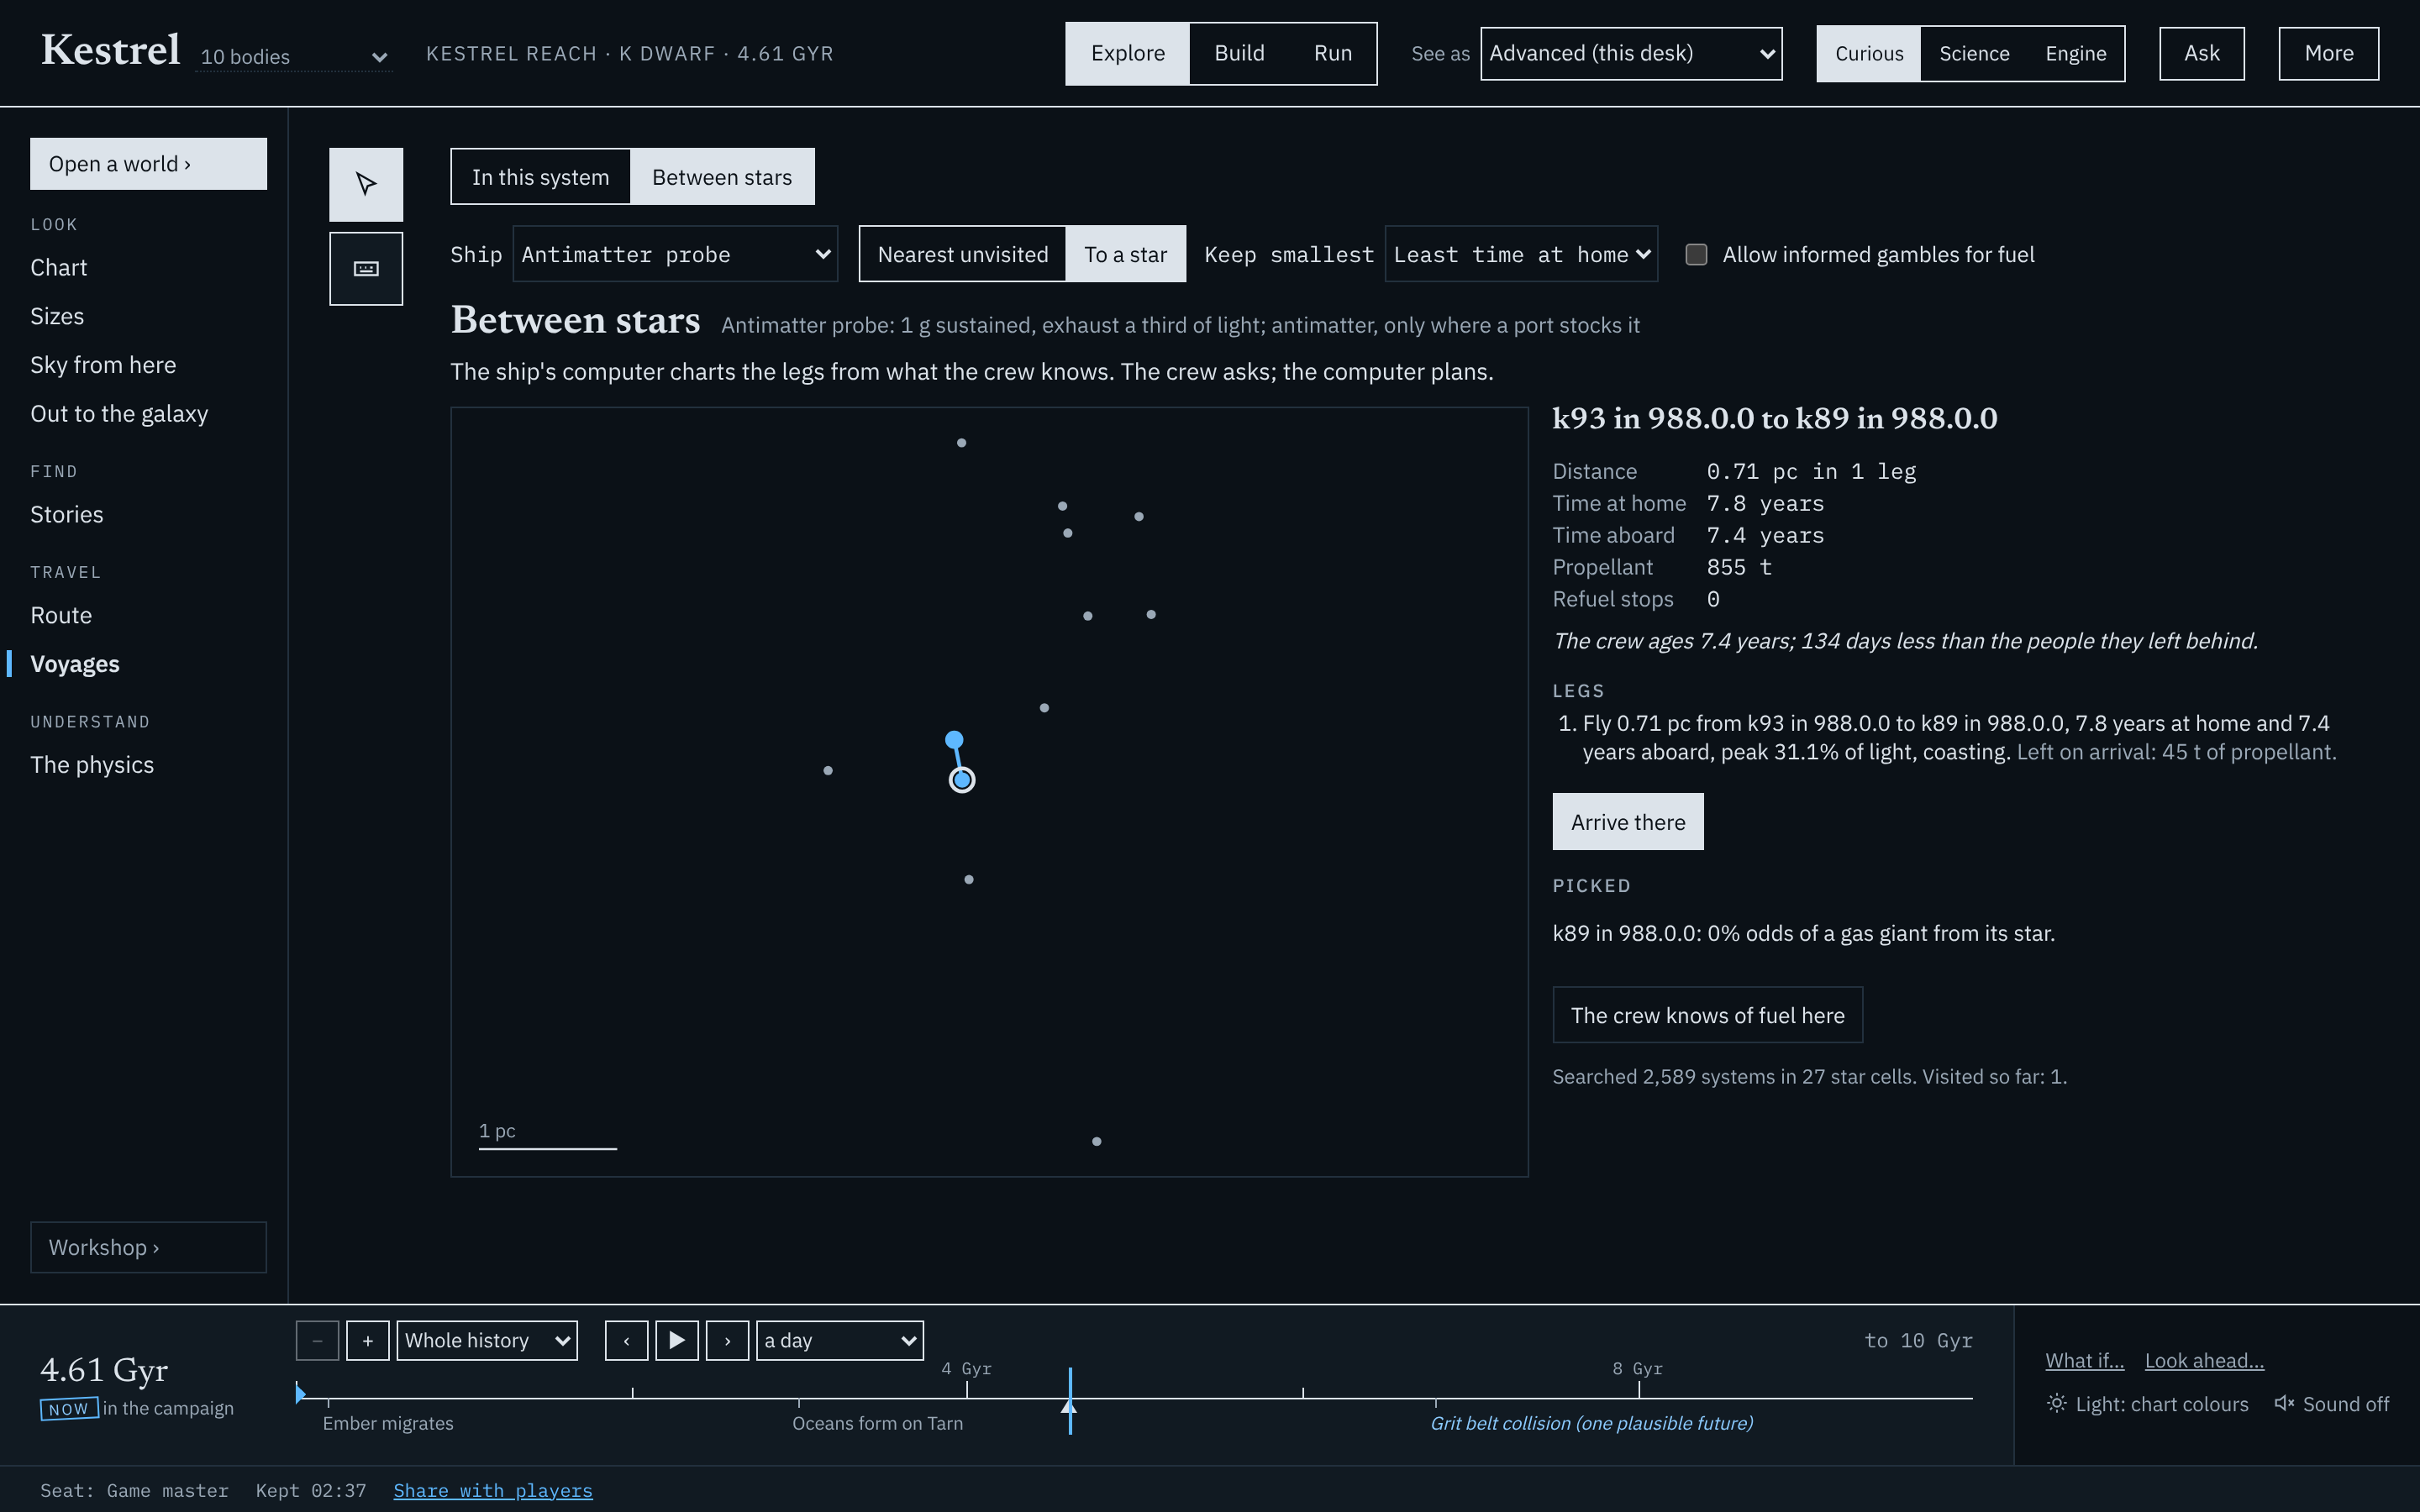 Kestrel 10 bodies KESTREL REACH · K DWARF · 4.61 GYR Explore Build Run See as Advanced (this desk) Curious Science Engine Ask More
Open a world ›
LOOK
Chart
Sizes
Sky from here
Out to the galaxy
FIND
Stories
TRAVEL
Route
Voyages
UNDERSTAND
The physics
Workshop ›
In this system Between stars
Ship Antimatter probe Nearest unvisited To a star Keep smallest Least time at home Allow informed gambles for fuel
Between stars Antimatter probe: 1 g sustained, exhaust a third of light; antimatter, only where a port stocks it
The ship's computer charts the legs from what the crew knows. The crew asks; the computer plans.
1 pc
k93 in 988.0.0 to k89 in 988.0.0
Distance 0.71 pc in 1 leg
Time at home 7.8 years
Time aboard 7.4 years
Propellant 855 t
Refuel stops 0
The crew ages 7.4 years; 134 days less than the people they left behind.
LEGS
1. Fly 0.71 pc from k93 in 988.0.0 to k89 in 988.0.0, 7.8 years at home and 7.4
years aboard, peak 31.1% of light, coasting. Left on arrival: 45 t of propellant.
Arrive there
PICKED
k89 in 988.0.0: 0% odds of a gas giant from its star.
The crew knows of fuel here
Searched 2,589 systems in 27 star cells. Visited so far: 1.
4.61 Gyr
NOW in the campaign
− + Whole history ‹ › a day to 10 Gyr
4 Gyr 8 Gyr
Ember migrates Oceans form on Tarn Grit belt collision (one plausible future)
What if... Look ahead...
Light: chart colours Sound off
Seat: Game master Kept 02:37 Share with players